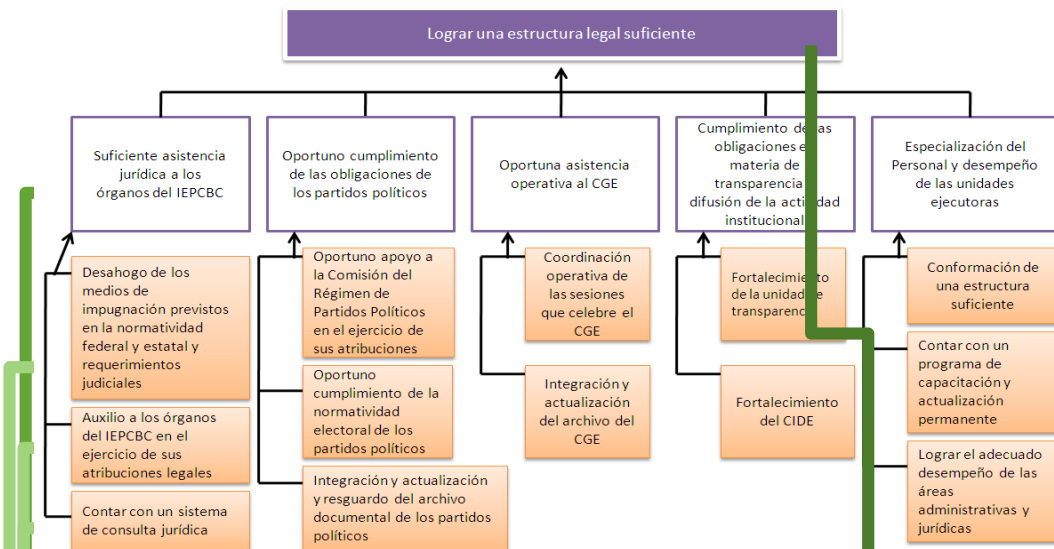 Lograr una estructura legal suficiente
Suficiente asistencia
jurídica a los
órganos del IEPCBC
Oportuno cumplimiento
de las obligaciones de
los partidos políticos
Oportuna asistencia
operativa al CGE
Cumplimiento de las
obligaciones en
materia de
transparencia
difusión de la actividad
institucional
Especialización del
Personal y desempeño
de las unidades
ejecutoras
Desahogo de los
medios de
impugnación previstos
en la normatividad
federal y estatal y
requerimientos
judiciales
Auxilio a los órganos
del IEPCBC en el
ejercicio de sus
atribuciones legales
Contar con un sistema
de consulta jurídica
Oportuno apoyo a
la Comisión del
Régimen de
Partidos Políticos
en el ejercicio de
sus atribuciones
Oportuno
cumplimiento de la
normatividad
electoral de los
partidos políticos
Integración y actualización
y resguardo del archivo
documental de los partidos
políticos
Coordinación
operativa de
las sesiones
que celebre el
CGE
Integración y
actualización
del archivo del
CGE
Fortalecimiento
de la unidad de
transparencia
Fortalecimiento
del CIDE
Conformación de
una estructura
suficiente
Contar con un
programa de
capacitación y
actualización
permanente
Lograr el adecuado
desempeño de las
áreas
administrativas y
jurídicas